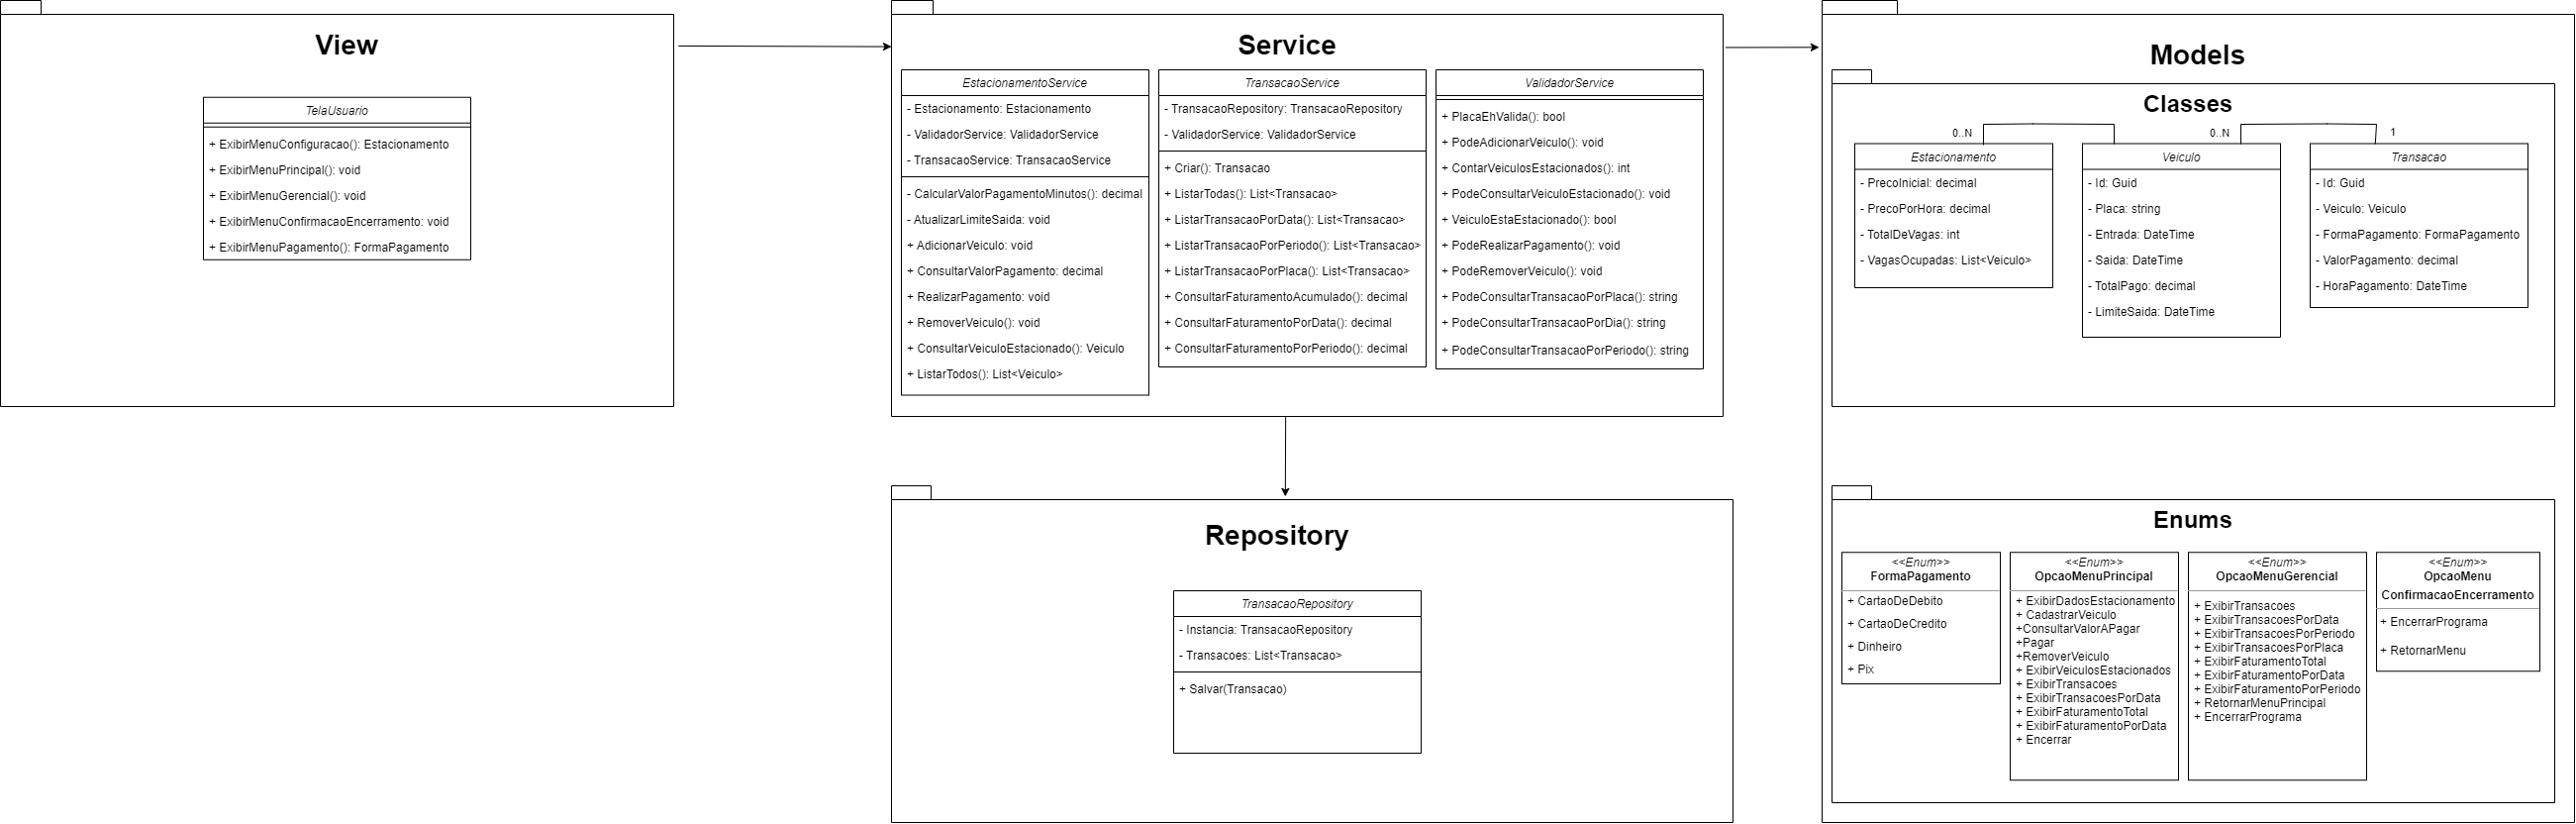 View
TelaUsuario
+ ExibirMenuConfiguracao(): Estacionamento
+ ExibirMenuPrincipal(): void
+ ExibirMenuGerencial(): void
+ ExibirMenuConfirmacaoEncerramento: void
+ ExibirMenuPagamento(): FormaPagamento
Service
EstacionamentoService
- Estacionamento: Estacionamento
- ValidadorService: ValidadorService
- TransacaoService: TransacaoService
- CalcularValorPagamentoMinutos(): decimal
- AtualizarLimiteSaida: void
+ AdicionarVeiculo: void
+ ConsultarValorPagamento: decimal
+ RealizarPagamento: void
+ RemoverVeiculo(): void
+ ConsultarVeiculoEstacionado(): Veiculo
+ ListarTodos(): List<Veiculo>
TransacaoService
- TransacaoRepository: TransacaoRepository
- ValidadorService: ValidadorService
+ Criar(): Transacao
+ ListarTodas(): List<Transacao>
+ ListarTransacaoPorData(): List<Transacao>
+ ListarTransacaoPorPeriodo(): List<Transacao>
+ ListarTransacaoPorPlaca(): List<Transacao>
+ ConsultarFaturamentoAcumulado(): decimal
+ ConsultarFaturamentoPorData(): decimal
+ ConsultarFaturamentoPorPeriodo(): decimal
ValidadorService
+ PlacaEhValida(): bool
+ PodeAdicionarVeiculo(): void
+ ContarVeiculosEstacionados(): int
+ PodeConsultarVeiculoEstacionado(): void
+ VeiculoEstaEstacionado(): bool
+ PodeRealizarPagamento(): void
+ PodeRemoverVeiculo(): void
+ PodeConsultarTransacaoPorPlaca(): string
+ PodeConsultarTransacaoPorDia(): string
+ PodeConsultarTransacaoPorPeriodo(): string
Models
Classes
0..N
0..N
1
Estacionamento
- PrecoInicial: decimal
- PrecoPorHora: decimal
- TotalDeVagas: int
- VagasOcupadas: List<Veiculo>
Veiculo
- Id: Guid
- Placa: string
- Entrada: DateTime
- Saida: DateTime
- TotalPago: decimal
- LimiteSaida: DateTime
Transacao
- Id: Guid
- Veiculo: Veiculo
- FormaPagamento: FormaPagamento
- ValorPagamento: decimal
- HoraPagamento: DateTime
Repository
TransacaoRepository
- Instancia: TransacaoRepository
- Transacoes: List<Transacao>
+ Salvar(Transacao)
Enums
<<Enum>>
FormaPagamento
+ CartaoDeDebito
+ CartaoDeCredito
+ Dinheiro
+ Pix
<<Enum>>
OpcaoMenuPrincipal
+ ExibirDadosEstacionamento
+ CadastrarVeiculo
+ConsultarValorAPagar
+Pagar
+RemoverVeiculo
+ ExibirVeiculosEstacionados
+ ExibirTransacoes
+ ExibirTransacoesPorData
+ ExibirFaturamentoTotal
+ ExibirFaturamentoPorData
+ Encerrar
<<Enum>>
OpcaoMenuGerencial
+ ExibirTransacoes
+ ExibirTransacoesPorData
+ ExibirTransacoesPorPeriodo
+ ExibirTransacoesPorPlaca
+ ExibirFaturamentoTotal
+ ExibirFaturamentoPorData
+ ExibirFaturamentoPorPeriodo
+ RetornarMenuPrincipal
+ EncerrarPrograma
<<Enum>>
OpcaoMenu
ConfirmacaoEncerramento
+ EncerrarPrograma
+ RetornarMenu